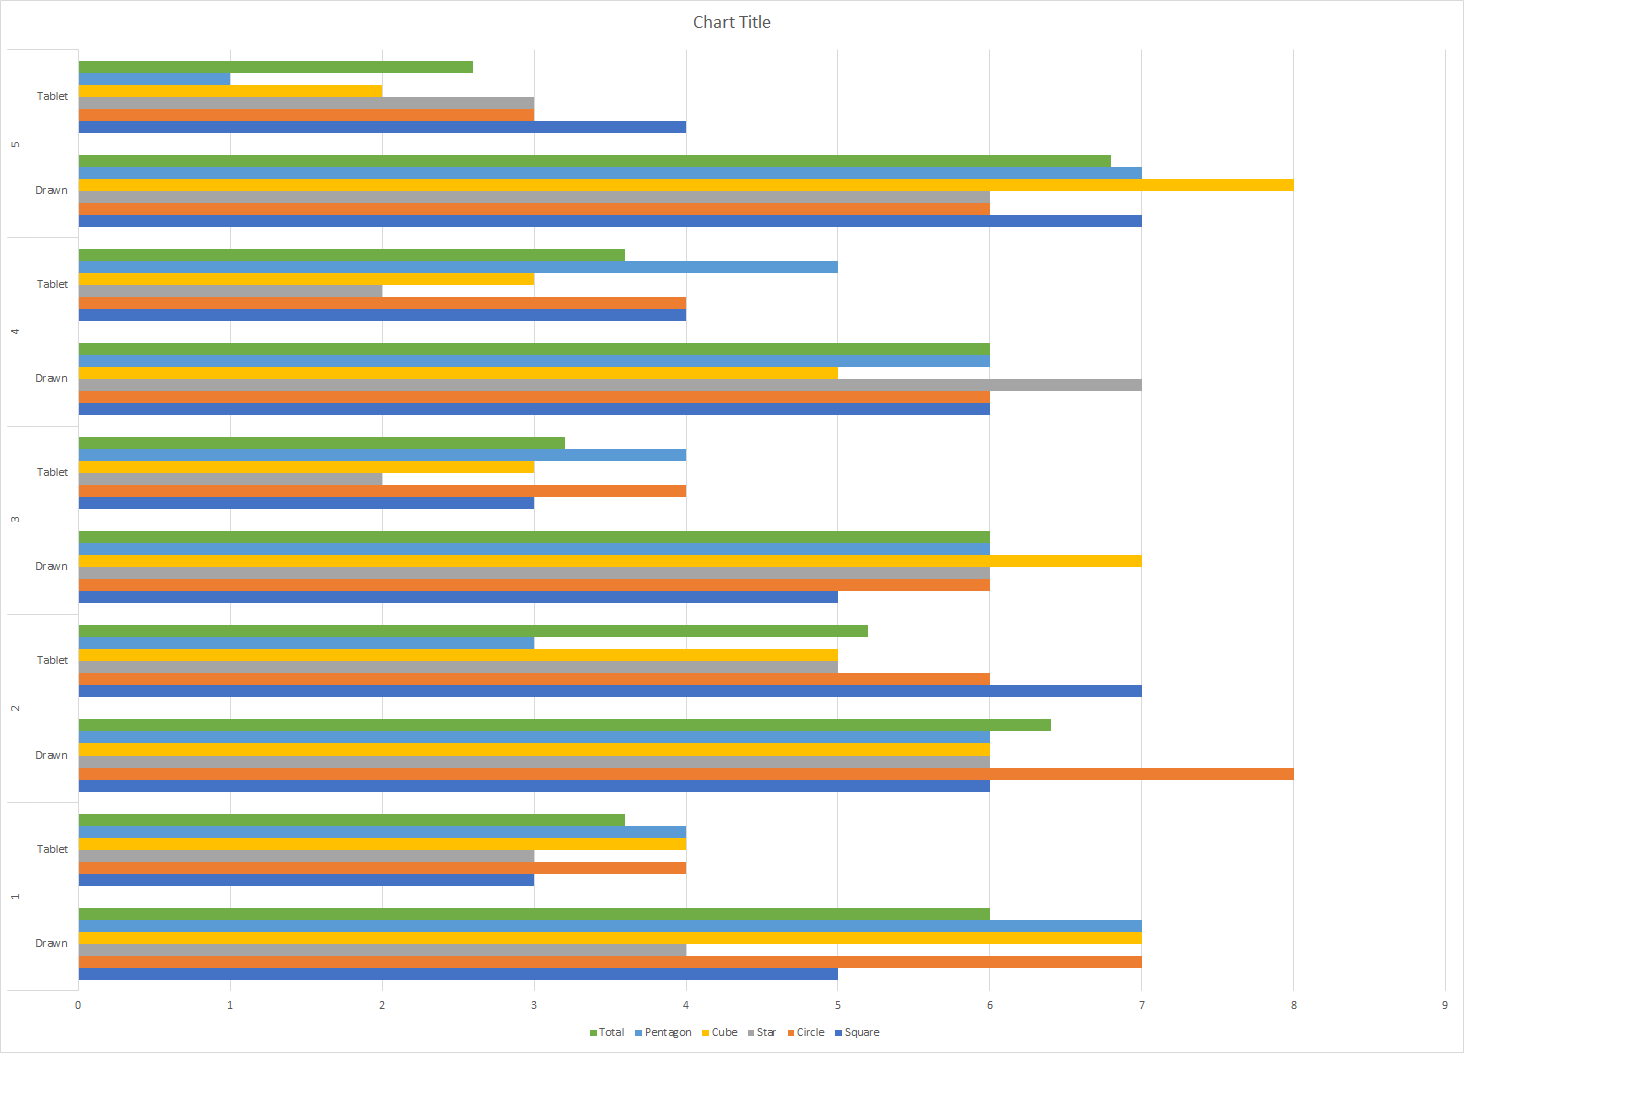 Chart Title
5
Tablet
Drawn
4
Tablet
Drawn
3
Tablet
Drawn
2
Tablet
Drawn
1
Tablet
Drawn
0 1 2 3 4 5 6 7 8 9
Total Pentagon Cube Star Circle Square